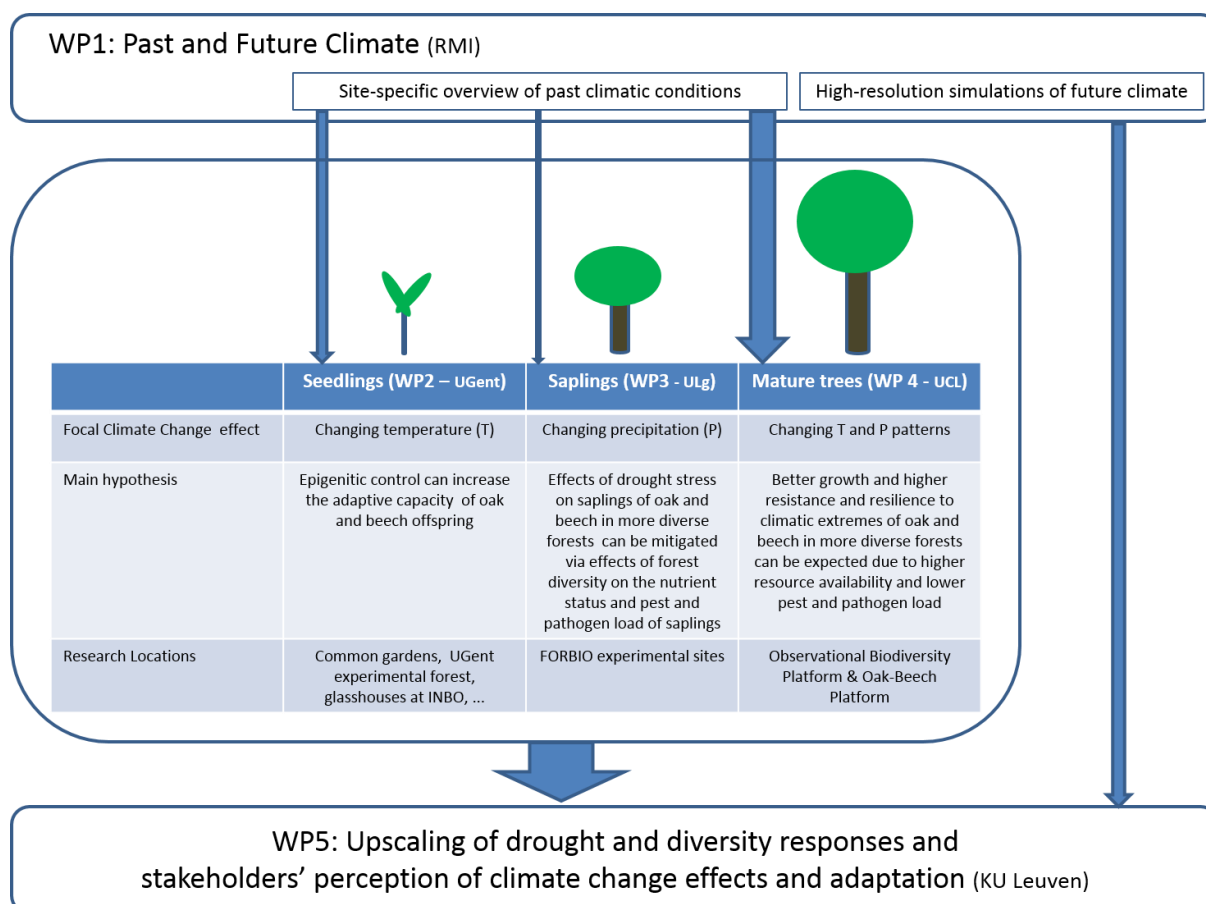 WP1: Past and Future Climate (RMI)
Site-specific overview of past climatic conditions
High-resolution simulations of future climate
Seedlings (WP2 – UGent)
Saplings (WP3 - ULg)
Mature trees (WP 4 - UCL)
Focal Climate Change effect
Changing temperature (T)
Changing precipitation (P)
Changing T and P patterns
Main hypothesis
Epigenitic control can increase
the adaptive capacity of oak
and beech offspring
Effects of drought stress
on saplings of oak and
beech in more diverse
forests can be mitigated
via effects of forest
diversity on the nutrient
status and pest and
pathogen load of saplings
Better growth and higher
resistance and resilience to
climatic extremes of oak and
beech in more diverse forests
can be expected due to higher
resource availability and lower
pest and pathogen load
Research Locations
Common gardens, UGent
experimental forest,
glasshouses at INBO, ...
FORBIO experimental sites
Observational Biodiversity
Platform & Oak-Beech
Platform
WP5: Upscaling of drought and diversity responses and
stakeholders’ perception of climate change effects and adaptation (KU Leuven)